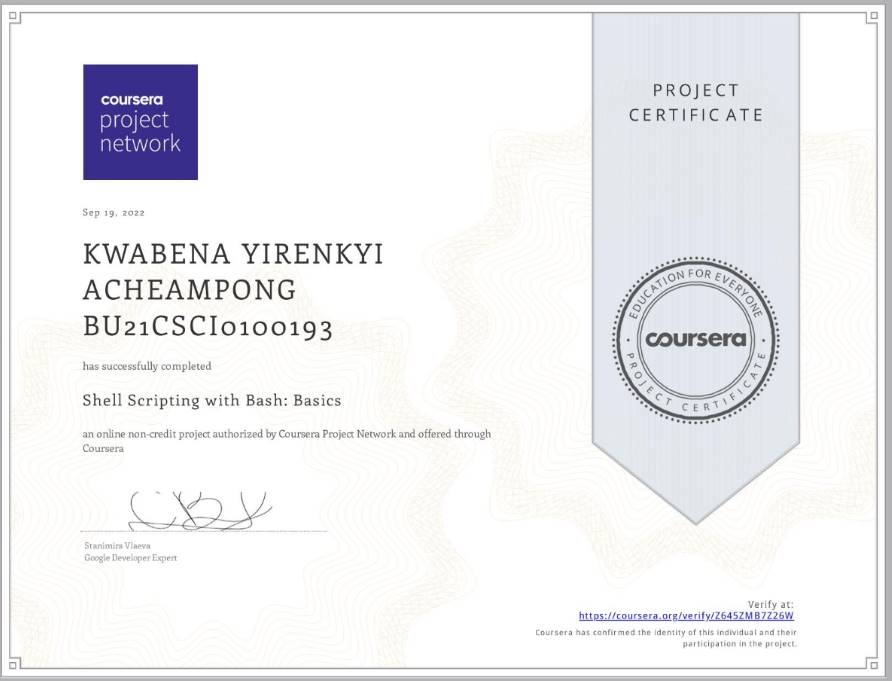 coursera
project
network
PROJECT
CERTIFICATE
Sep 19, 2022
KWABENA YIRENKYI
ACHEAMPONG
BU21CSCI0100193
has successfully completed
Shell Scripting with Bash: Basics
an online non-credit project authorized by Coursera Project Network and offered through
Coursera
EDUCATION FOR EVERYONE
coursera
PROJECT CERTIFICATE
Stanimira Vlaeva
Google Developer Expert
Verify at:
https://coursera.org/verify/Z645ZMB7Z26W
Coursera has confirmed the identity of this individual and their
participation in the project.